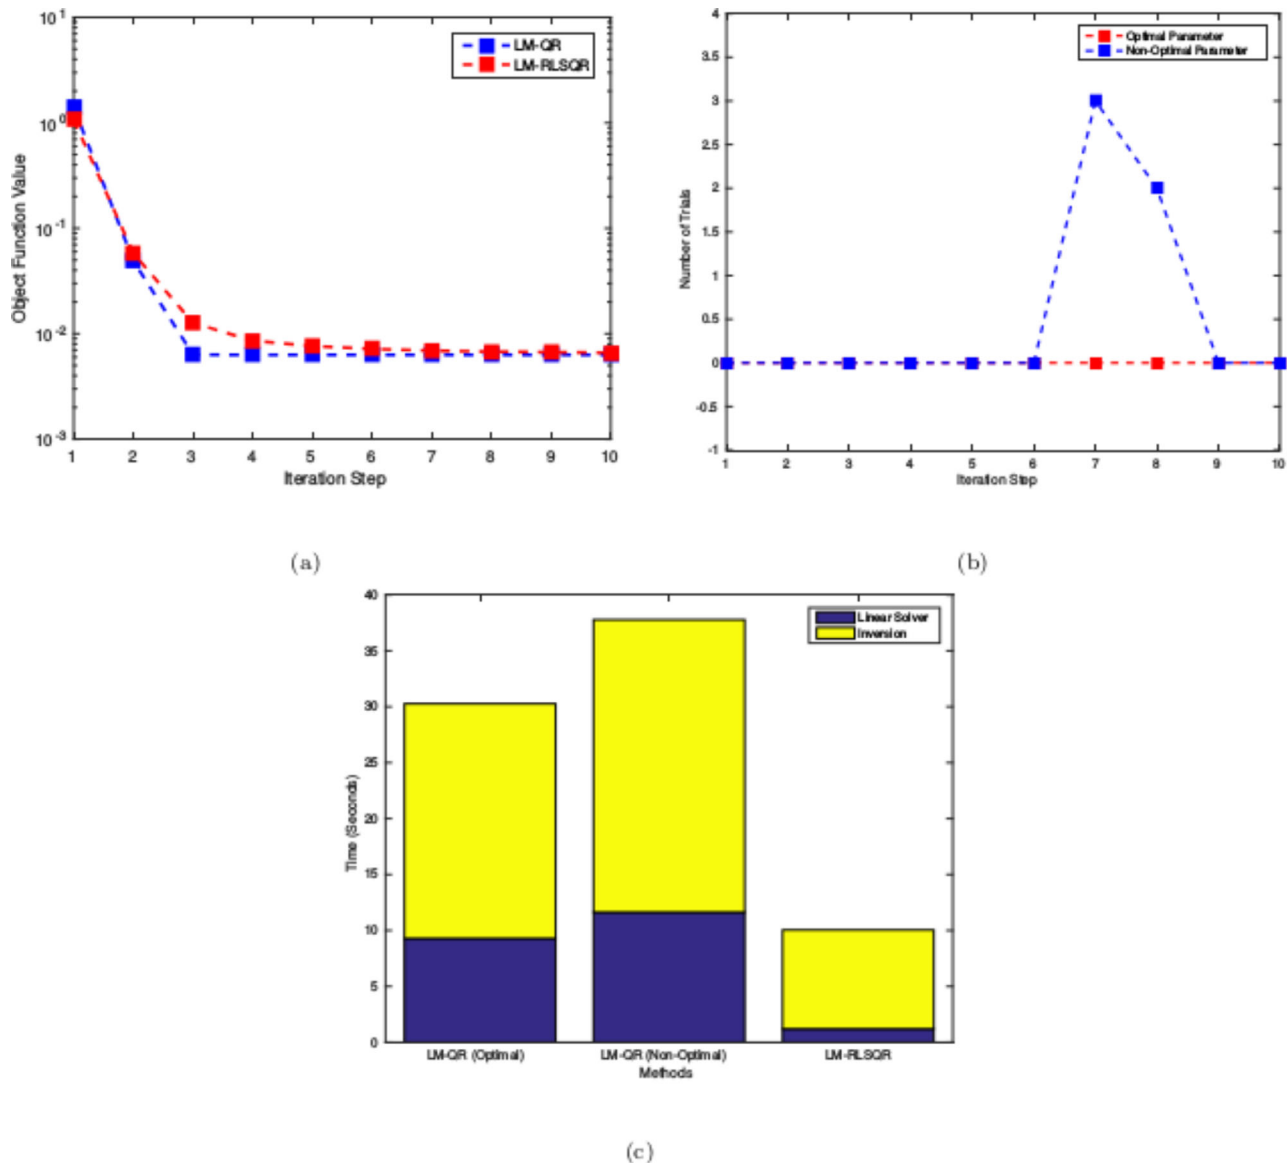 10^1
10^0
10^-1
10^-2
10^-3
Object Function Value
1 2 3 4 5 6 7 8 9 10
Iteration Step
LM-QR
LM-RLSQR
(a)
4
3.5
3
2.5
2
1.5
1
0.5
0
-0.5
-1
Number of Trials
1 2 3 4 5 6 7 8 9 10
Iteration Step
Optimal Parameter
Non-Optimal Parameter
(b)
40
35
30
25
20
15
10
5
0
Time (Seconds)
Linear Solver
Inversion
LM-QR (Optimal) LM-QR (Non-Optimal) LM-RLSQR
Methods
(c)